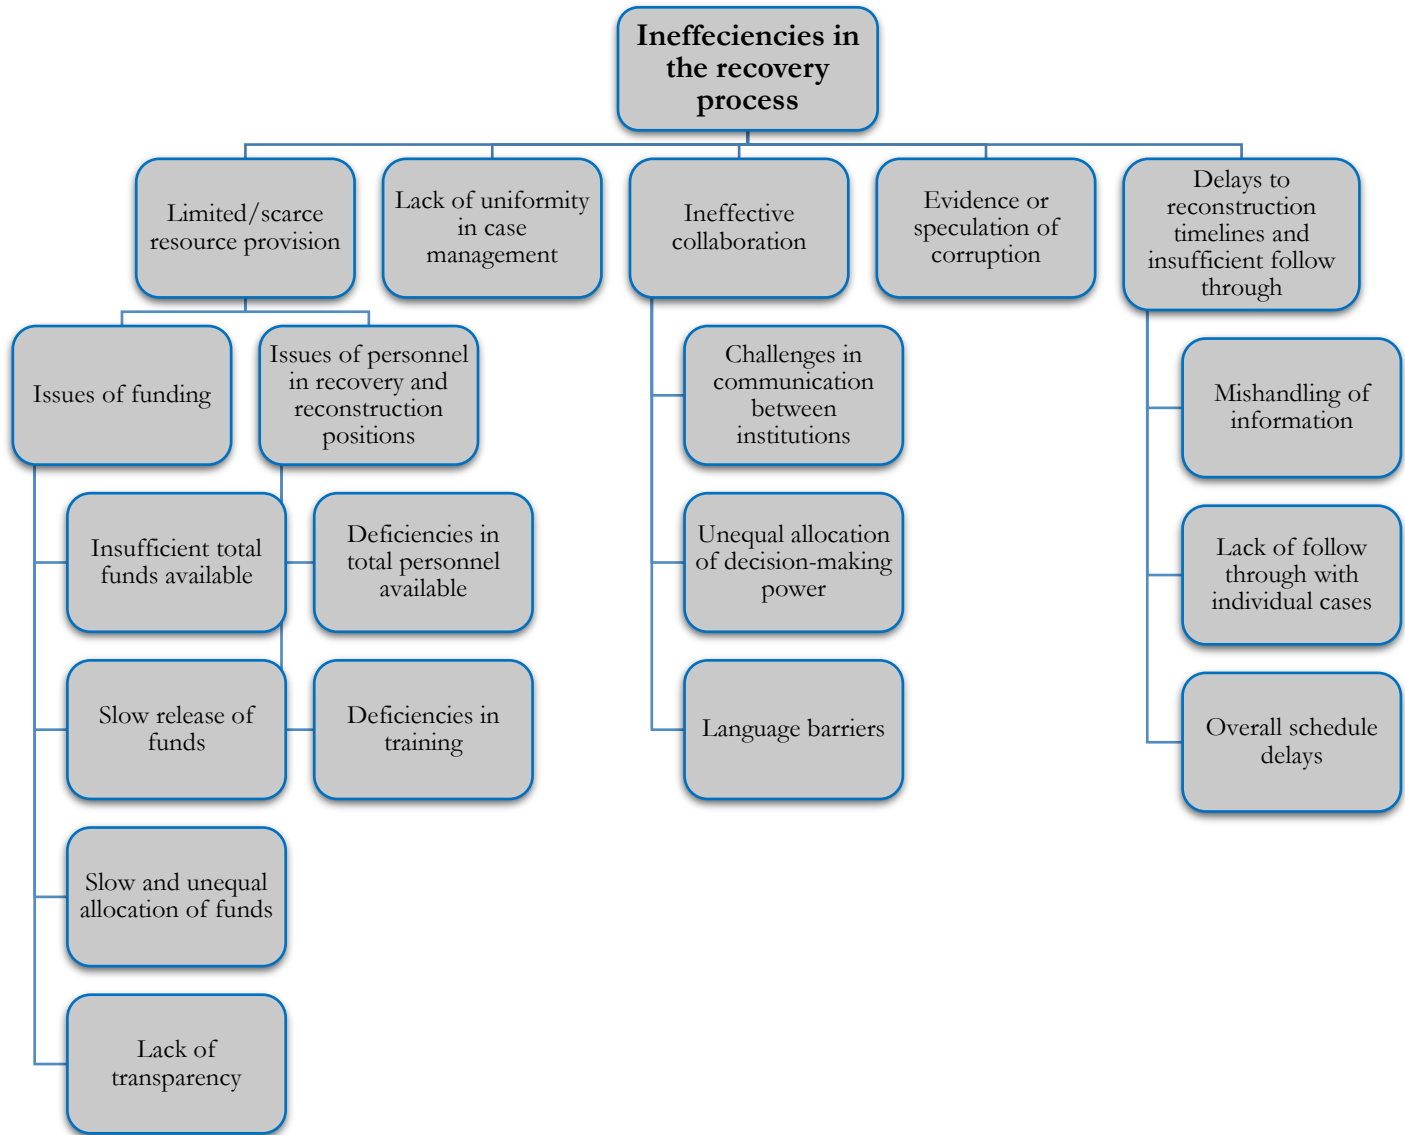 Ineffeciencies in
the recovery
process
Limited/scarce
resource provision
Lack of uniformity
in case
management
Ineffective
collaboration
Evidence or
speculation of
corruption
Delays to
reconstruction
timelines and
insufficient follow
through
Issues of funding
Issues of personnel
in recovery and
reconstruction
positions
Challenges in
communication
between
institutions
Mishandling of
information
Insufficient total
funds available
Deficiencies in
total personnel
available
Unequal allocation
of decision-making
power
Lack of follow
through with
individual cases
Slow release of
funds
Deficiencies in
training
Language barriers
Overall schedule
delays
Slow and unequal
allocation of funds
Lack of
transparency